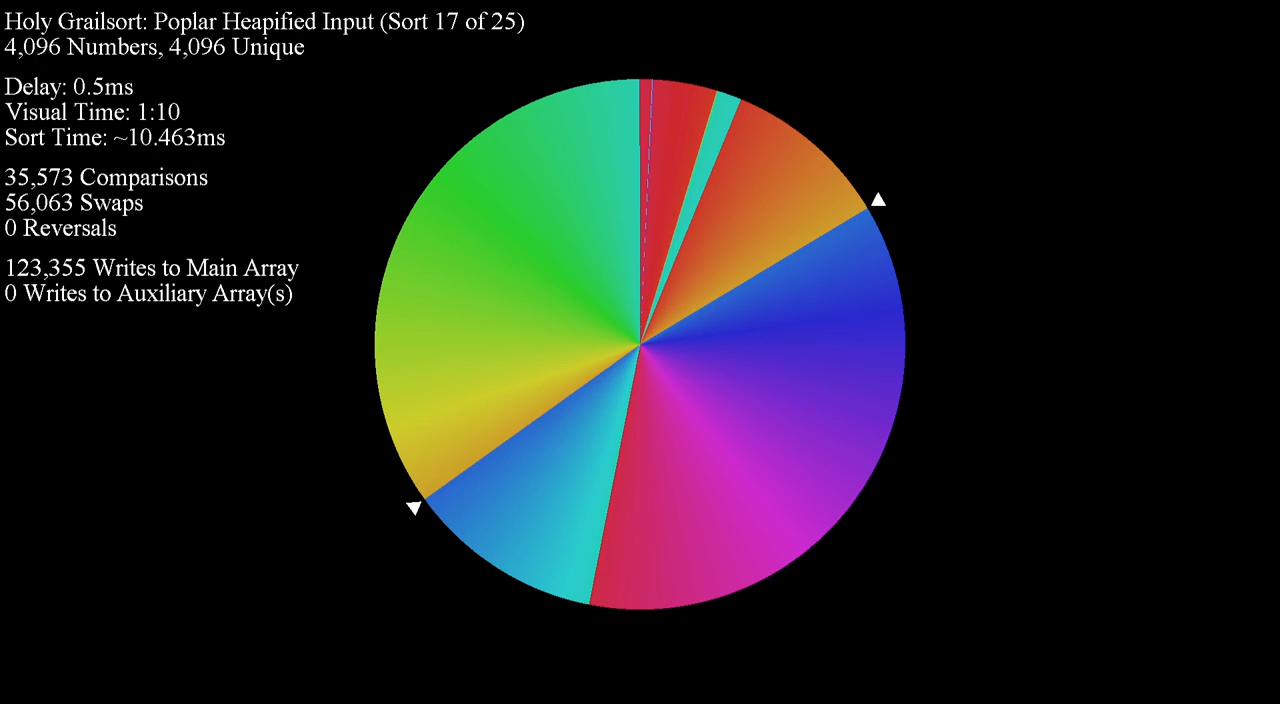 Holy Grailsort: Poplar Heapified Input (Sort 17 of 25)
4,096 Numbers, 4,096 Unique
Delay: 0.5ms
Visual Time: 1:10
Sort Time: ~10.463ms
35,573 Comparisons
56,063 Swaps
0 Reversals
123,355 Writes to Main Array
0 Writes to Auxiliary Array(s)